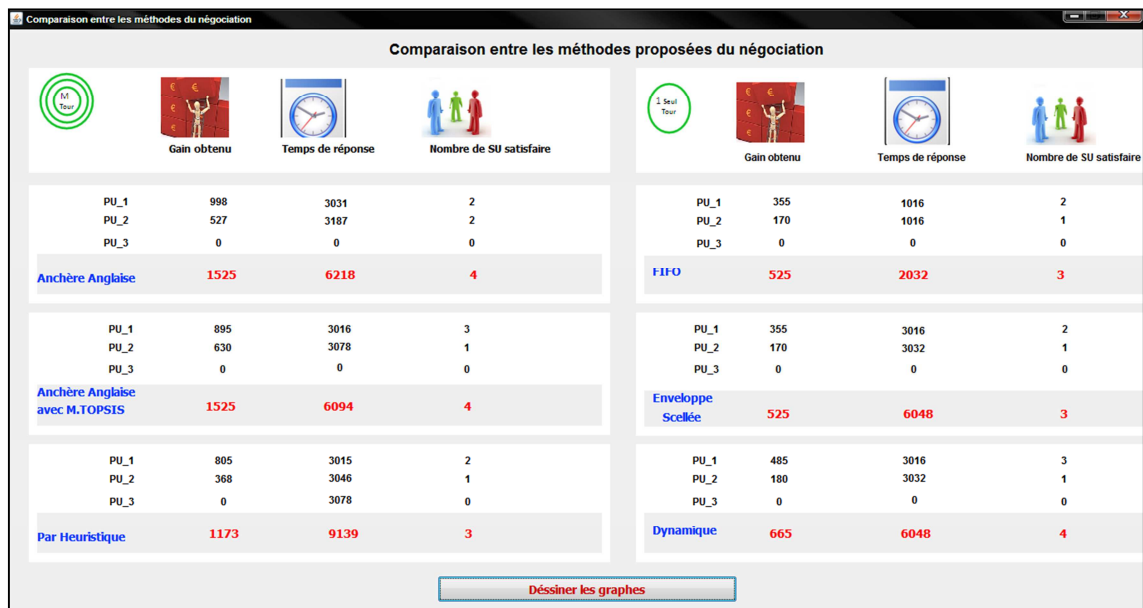 Comparaison entre les méthodes du négociation
Comparaison entre les méthodes proposées du négociation
M
Tour
Gain obtenu Temps de réponse Nombre de SU satisfaire
PU_1 998 3031 2
PU_2 527 3187 2
PU_3 0 0 0
Anchère Anglaise 1525 6218 4
PU_1 895 3016 3
PU_2 630 3078 1
PU_3 0 0 0
Anchère Anglaise
avec M.TOPSIS 1525 6094 4
PU_1 805 3015 2
PU_2 368 3046 1
PU_3 0 3078 0
Par Heuristique 1173 9139 3
1 Seul
Tour
Gain obtenu Temps de réponse Nombre de SU satisfaire
PU_1 355 1016 2
PU_2 170 1016 1
PU_3 0 0 0
FIFO 525 2032 3
PU_1 355 3016 2
PU_2 170 3032 1
PU_3 0 0 0
Enveloppe
Scellée 525 6048 3
PU_1 485 3016 3
PU_2 180 3032 1
PU_3 0 0 0
Dynamique 665 6048 4
Déssiner les graphes